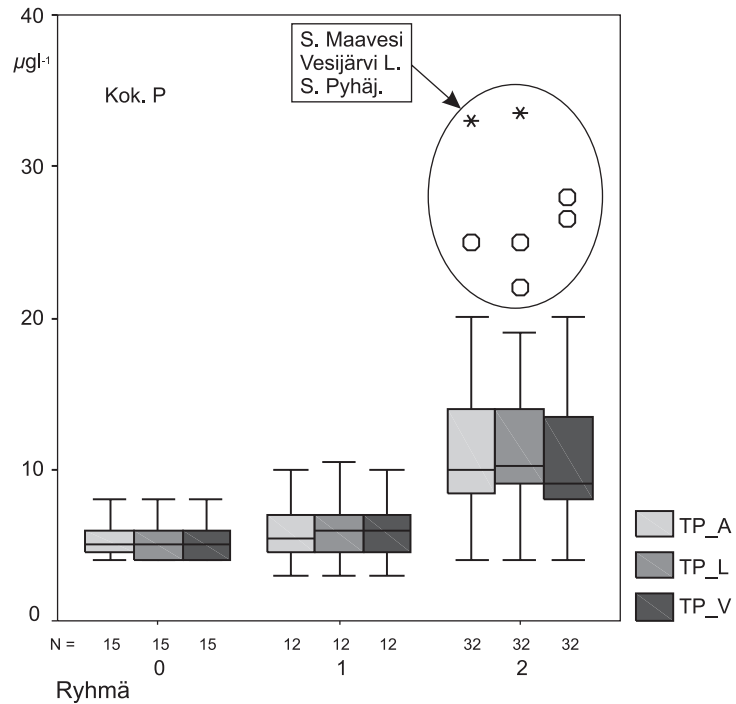 40
µgl-1
S. Maavesi
Vesijärvi L.
S. Pyhäj.
Kok. P
30
20
10
0
TP_A
TP_L
TP_V
N = 15 15 15 12 12 12 32 32 32
0 1 2
Ryhmä